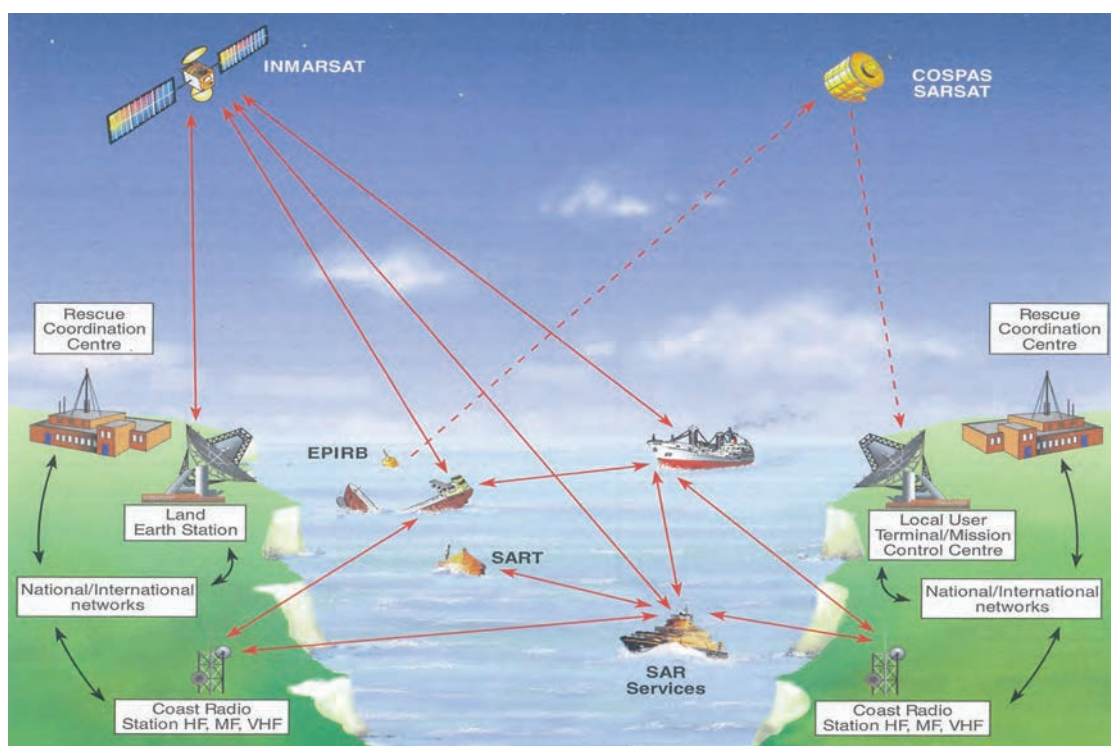 INMARSAT
COSPAS
SARSAT
Rescue
Coordination
Centre
Rescue
Coordination
Centre
EPIRB
Land
Earth Station
Local User
Terminal/Mission
Control Centre
SART
National/International
networks
National/International
networks
SAR
Services
Coast Radio
Station HF, MF, VHF
Coast Radio
Station HF, MF, VHF